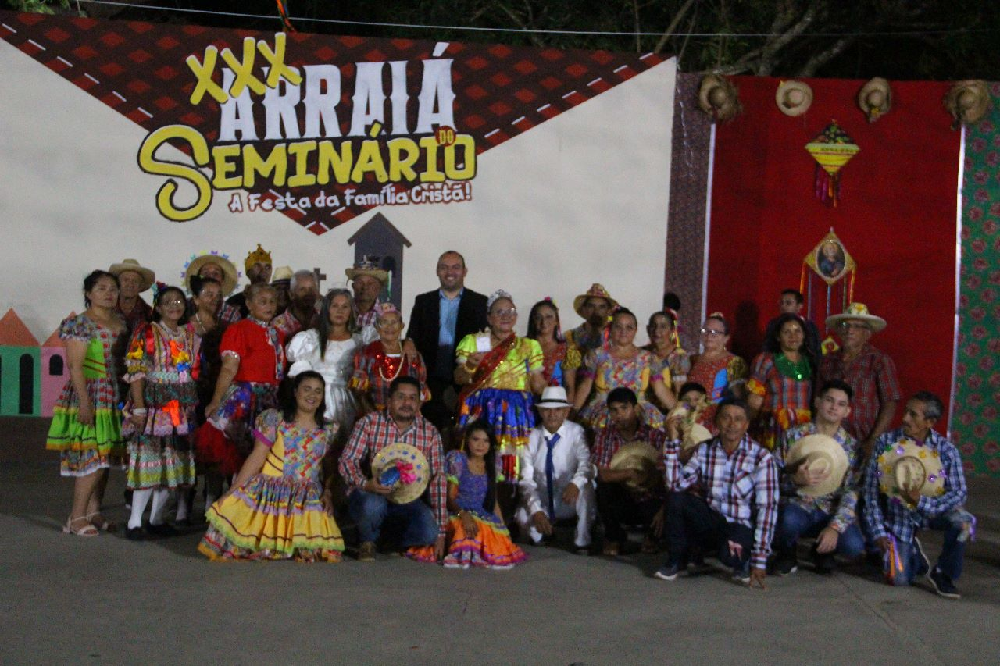 XXX
ARRAIÁ
DO
SEMINÁRIO
A Festa da Família Cristã!